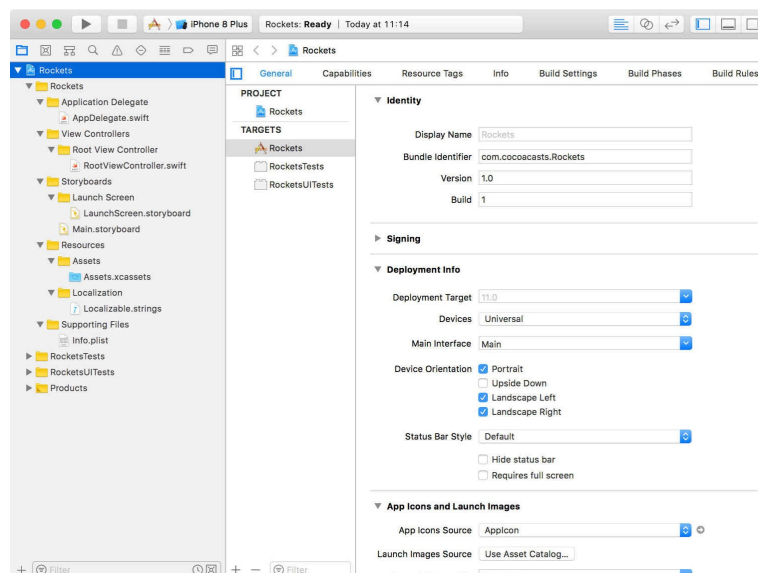 iPhone 8 Plus
Rockets: Ready | Today at 11:14
Rockets
Rockets
General Capabilities Resource Tags Info Build Settings Build Phases Build Rules
Rockets
Application Delegate
AppDelegate.swift
View Controllers
Root View Controller
RootViewController.swift
Storyboards
Launch Screen
LaunchScreen.storyboard
Main.storyboard
Resources
Assets
Assets.xcassets
Localization
Localizable.strings
Supporting Files
Info.plist
RocketsTests
RocketsUITests
Products
Filter
PROJECT
Rockets
TARGETS
Rockets
RocketsTests
RocketsUITests
Filter
Identity
Display Name Rockets
Bundle Identifier com.cocoacasts.Rockets
Version 1.0
Build 1
Signing
Deployment Info
Deployment Target 11.0
Devices Universal
Main Interface Main
Device Orientation Portrait
Upside Down
Landscape Left
Landscape Right
Status Bar Style Default
Hide status bar
Requires full screen
App Icons and Launch Images
App Icons Source AppIcon
Launch Images Source Use Asset Catalog...